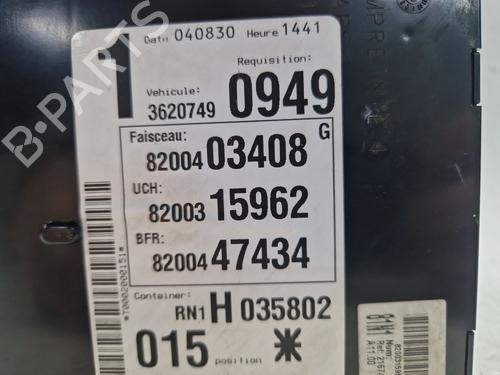 Date 040830 Heure 1441
Requisition:
Vehicule:
3620749 0949
Faisceau: G
82004 03408
UCH:
82003 15962
BFR:
82004 47434
Container:
RN1 H 035802
015 position
*T0002000151*
B-PARTS